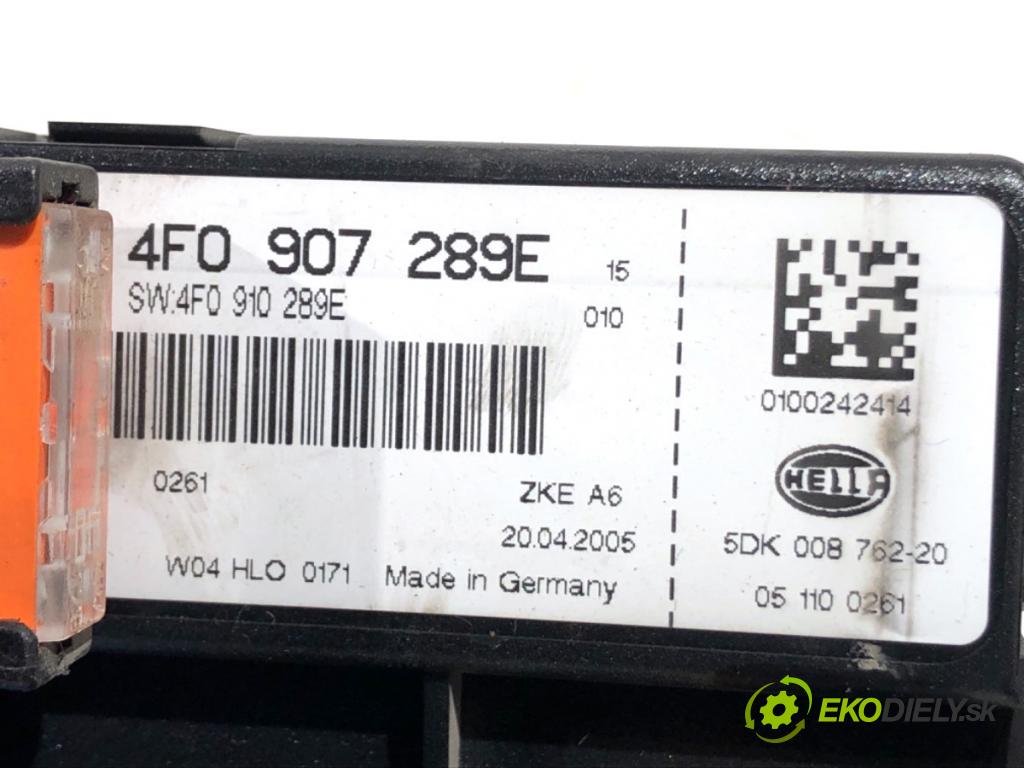 4F0 907 289E 15
SW:4F0 910 289E 010
0261
ZKE A6
20.04.2005
W04 HLO 0171 Made in Germany
0100242414
HELLA
5DK 008 762-20
05 110 0261
EKODIELY.sk